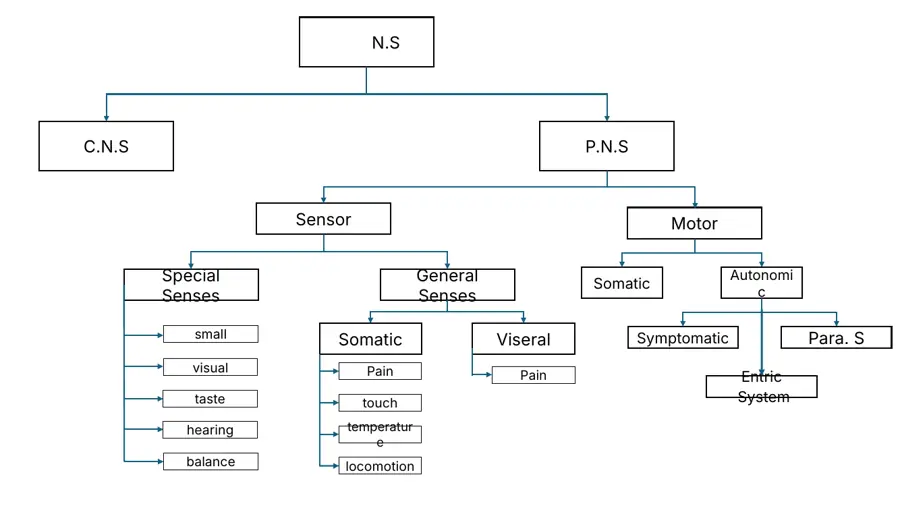 N.S
C.N.S
P.N.S
Sensor
Motor
Special
Senses
General
Senses
Somatic
Autonomi
c
small
visual
taste
hearing
balance
Somatic
Viseral
Pain
touch
temperatur
e
locomotion
Pain
Symptomatic
Para. S
Entric
System